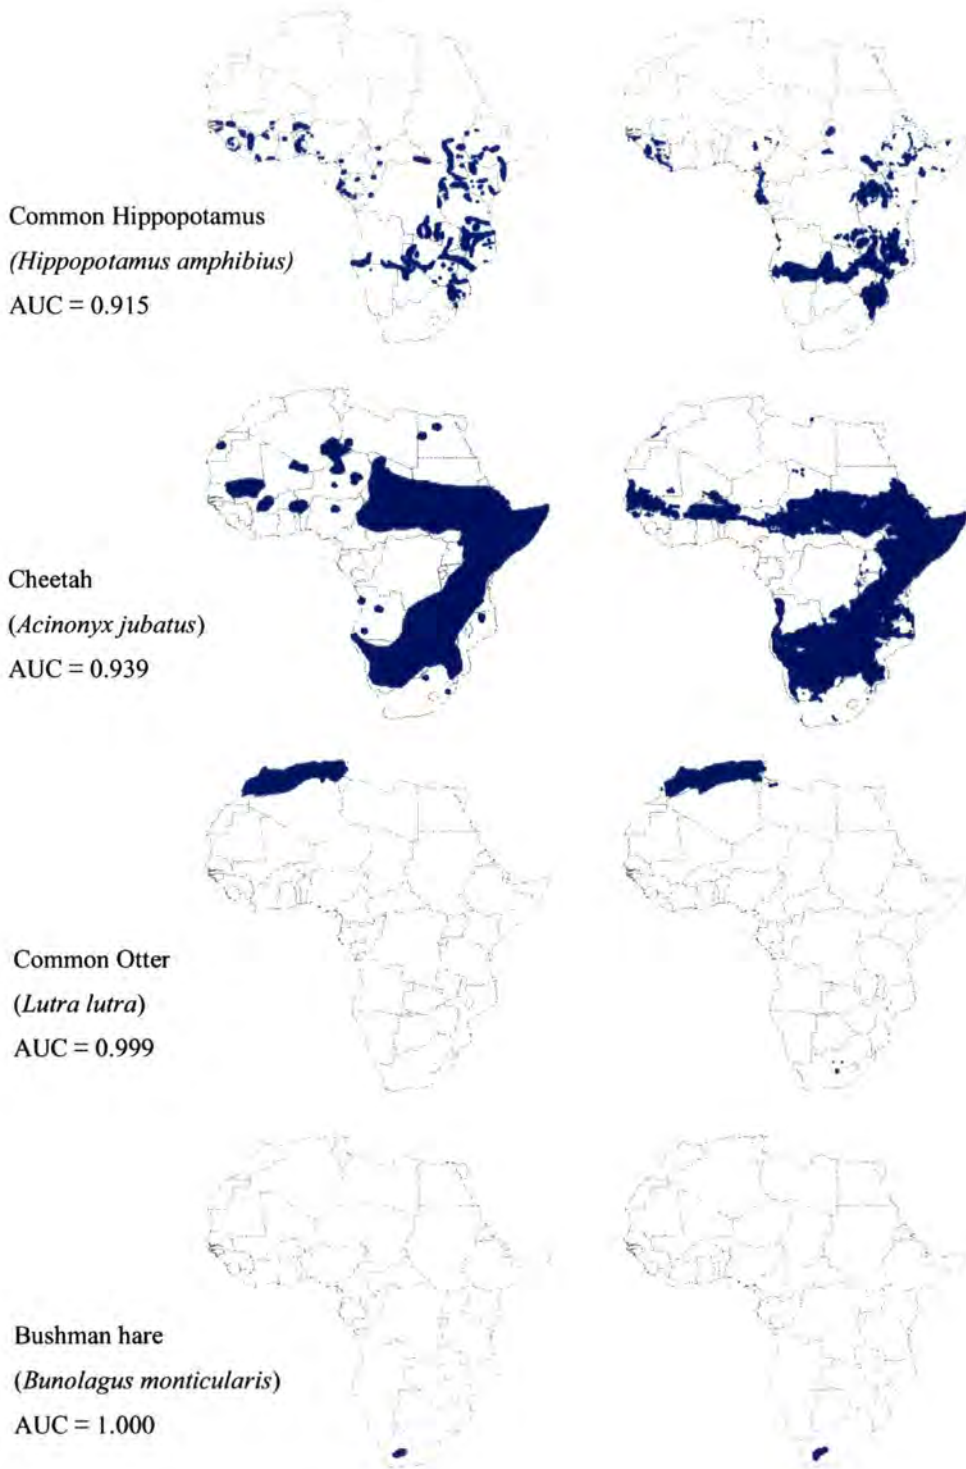 Common Hippopotamus
(Hippopotamus amphibius)
AUC = 0.915
Cheetah
(Acinonyx jubatus)
AUC = 0.939
Common Otter
(Lutra lutra)
AUC = 0.999
Bushman hare
(Bunolagus monticularis)
AUC = 1.000